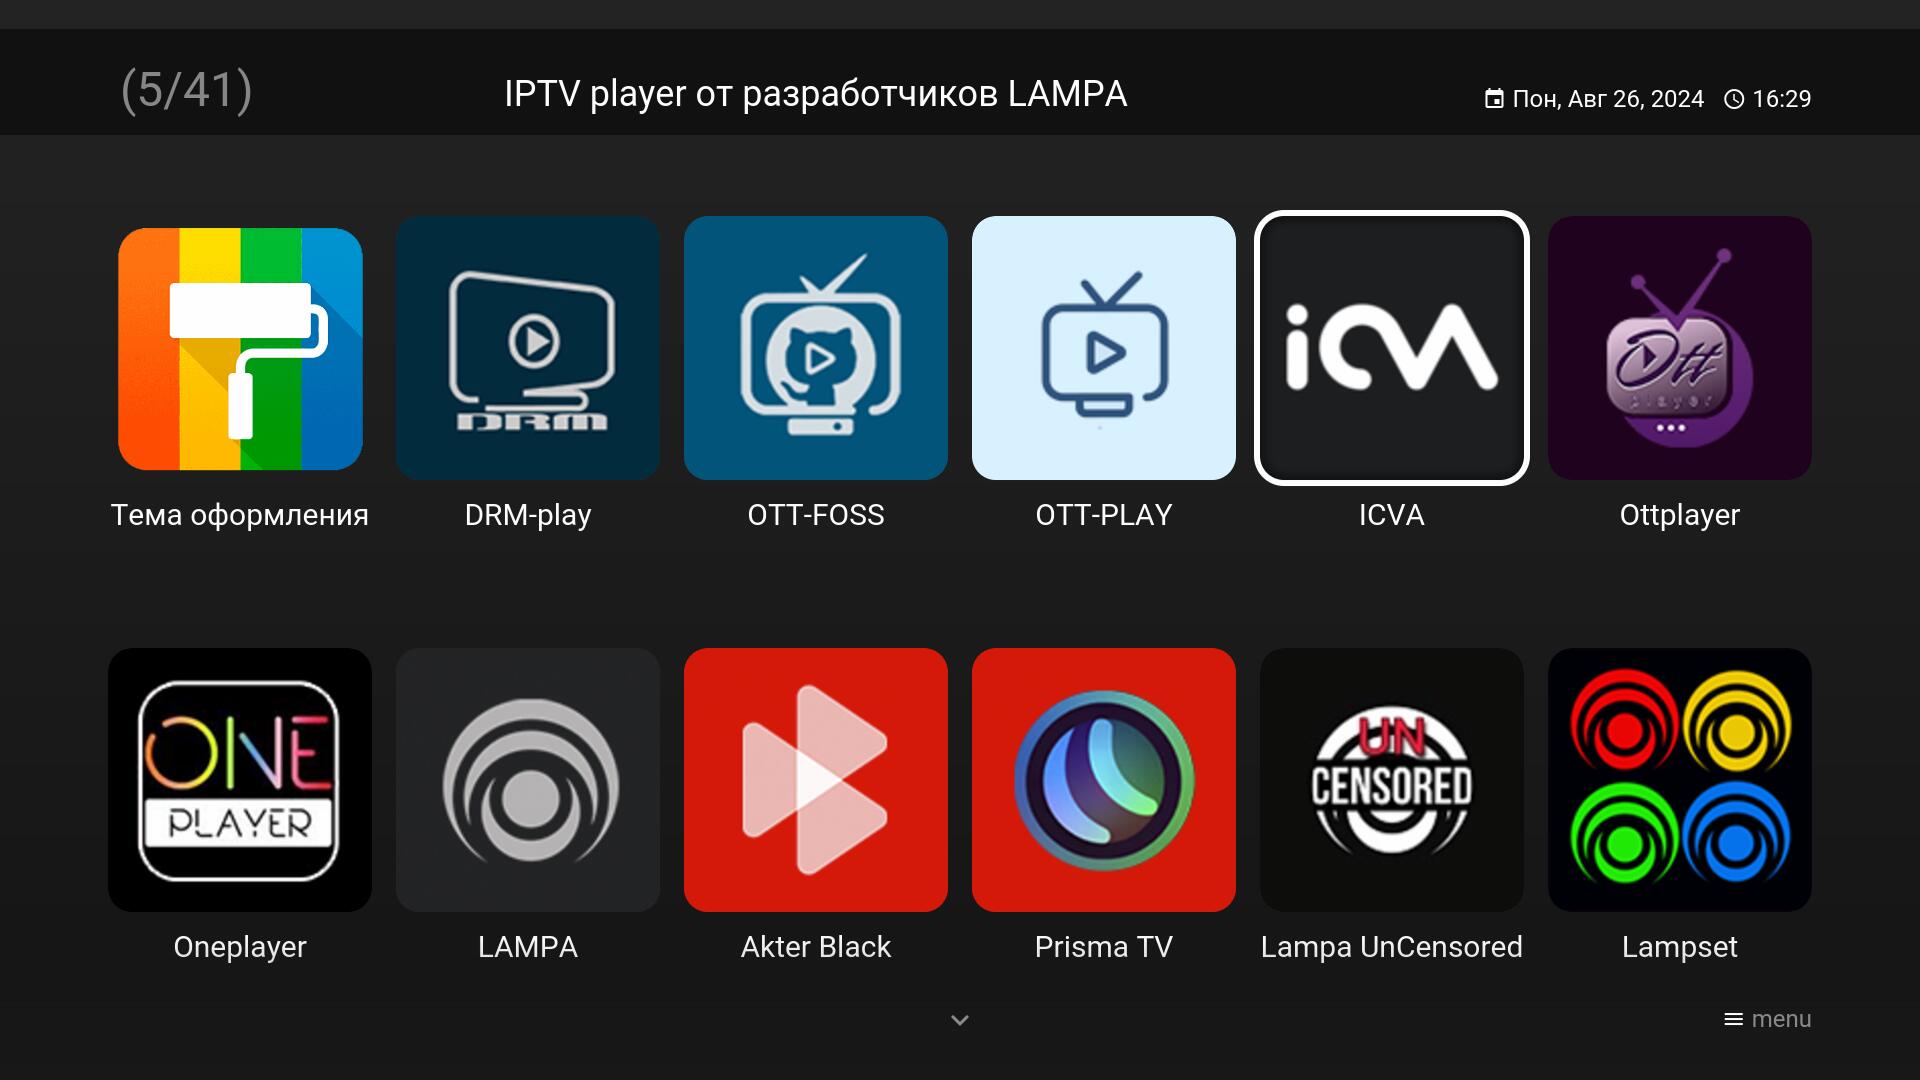 (5/41)
IPTV player от разработчиков LAMPA
Пон, Авг 26, 2024 16:29
DRM
icva
Ott
player
Тема оформления
DRM-play
OTT-FOSS
OTT-PLAY
ICVA
Ottplayer
ONE
PLAYER
UN
CENSORED
Oneplayer
LAMPA
Akter Black
Prisma TV
Lampa UnCensored
Lampset
menu